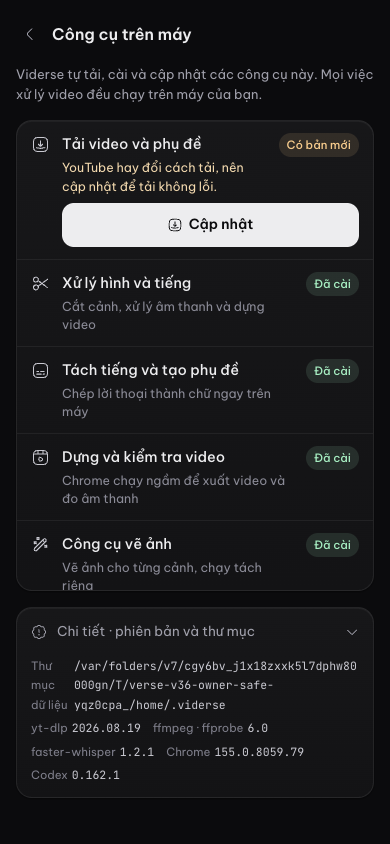 Công cụ trên máy
Viderse tự tải, cài và cập nhật các công cụ này. Mọi việc
xử lý video đều chạy trên máy của bạn.
Tải video và phụ đề
Có bản mới
YouTube hay đổi cách tải, nên
cập nhật để tải không lỗi.
Cập nhật
Xử lý hình và tiếng
Đã cài
Cắt cảnh, xử lý âm thanh và dựng
video
Tách tiếng và tạo phụ đề
Đã cài
Chép lời thoại thành chữ ngay trên
máy
Dựng và kiểm tra video
Đã cài
Chrome chạy ngầm để xuất video và
đo âm thanh
Công cụ vẽ ảnh
Đã cài
Vẽ ảnh cho từng cảnh, chạy tách
riêng
Chi tiết · phiên bản và thư mục
Thư /var/folders/v7/cgy6bv_j1x18zxxk5l7dphw80
mục 000gn/T/verse-v36-owner-safe-
dữ liệu yqz0cpa_/home/.viderse
yt-dlp 2026.08.19 ffmpeg · ffprobe 6.0
faster-whisper 1.2.1 Chrome 155.0.8059.79
Codex 0.162.1